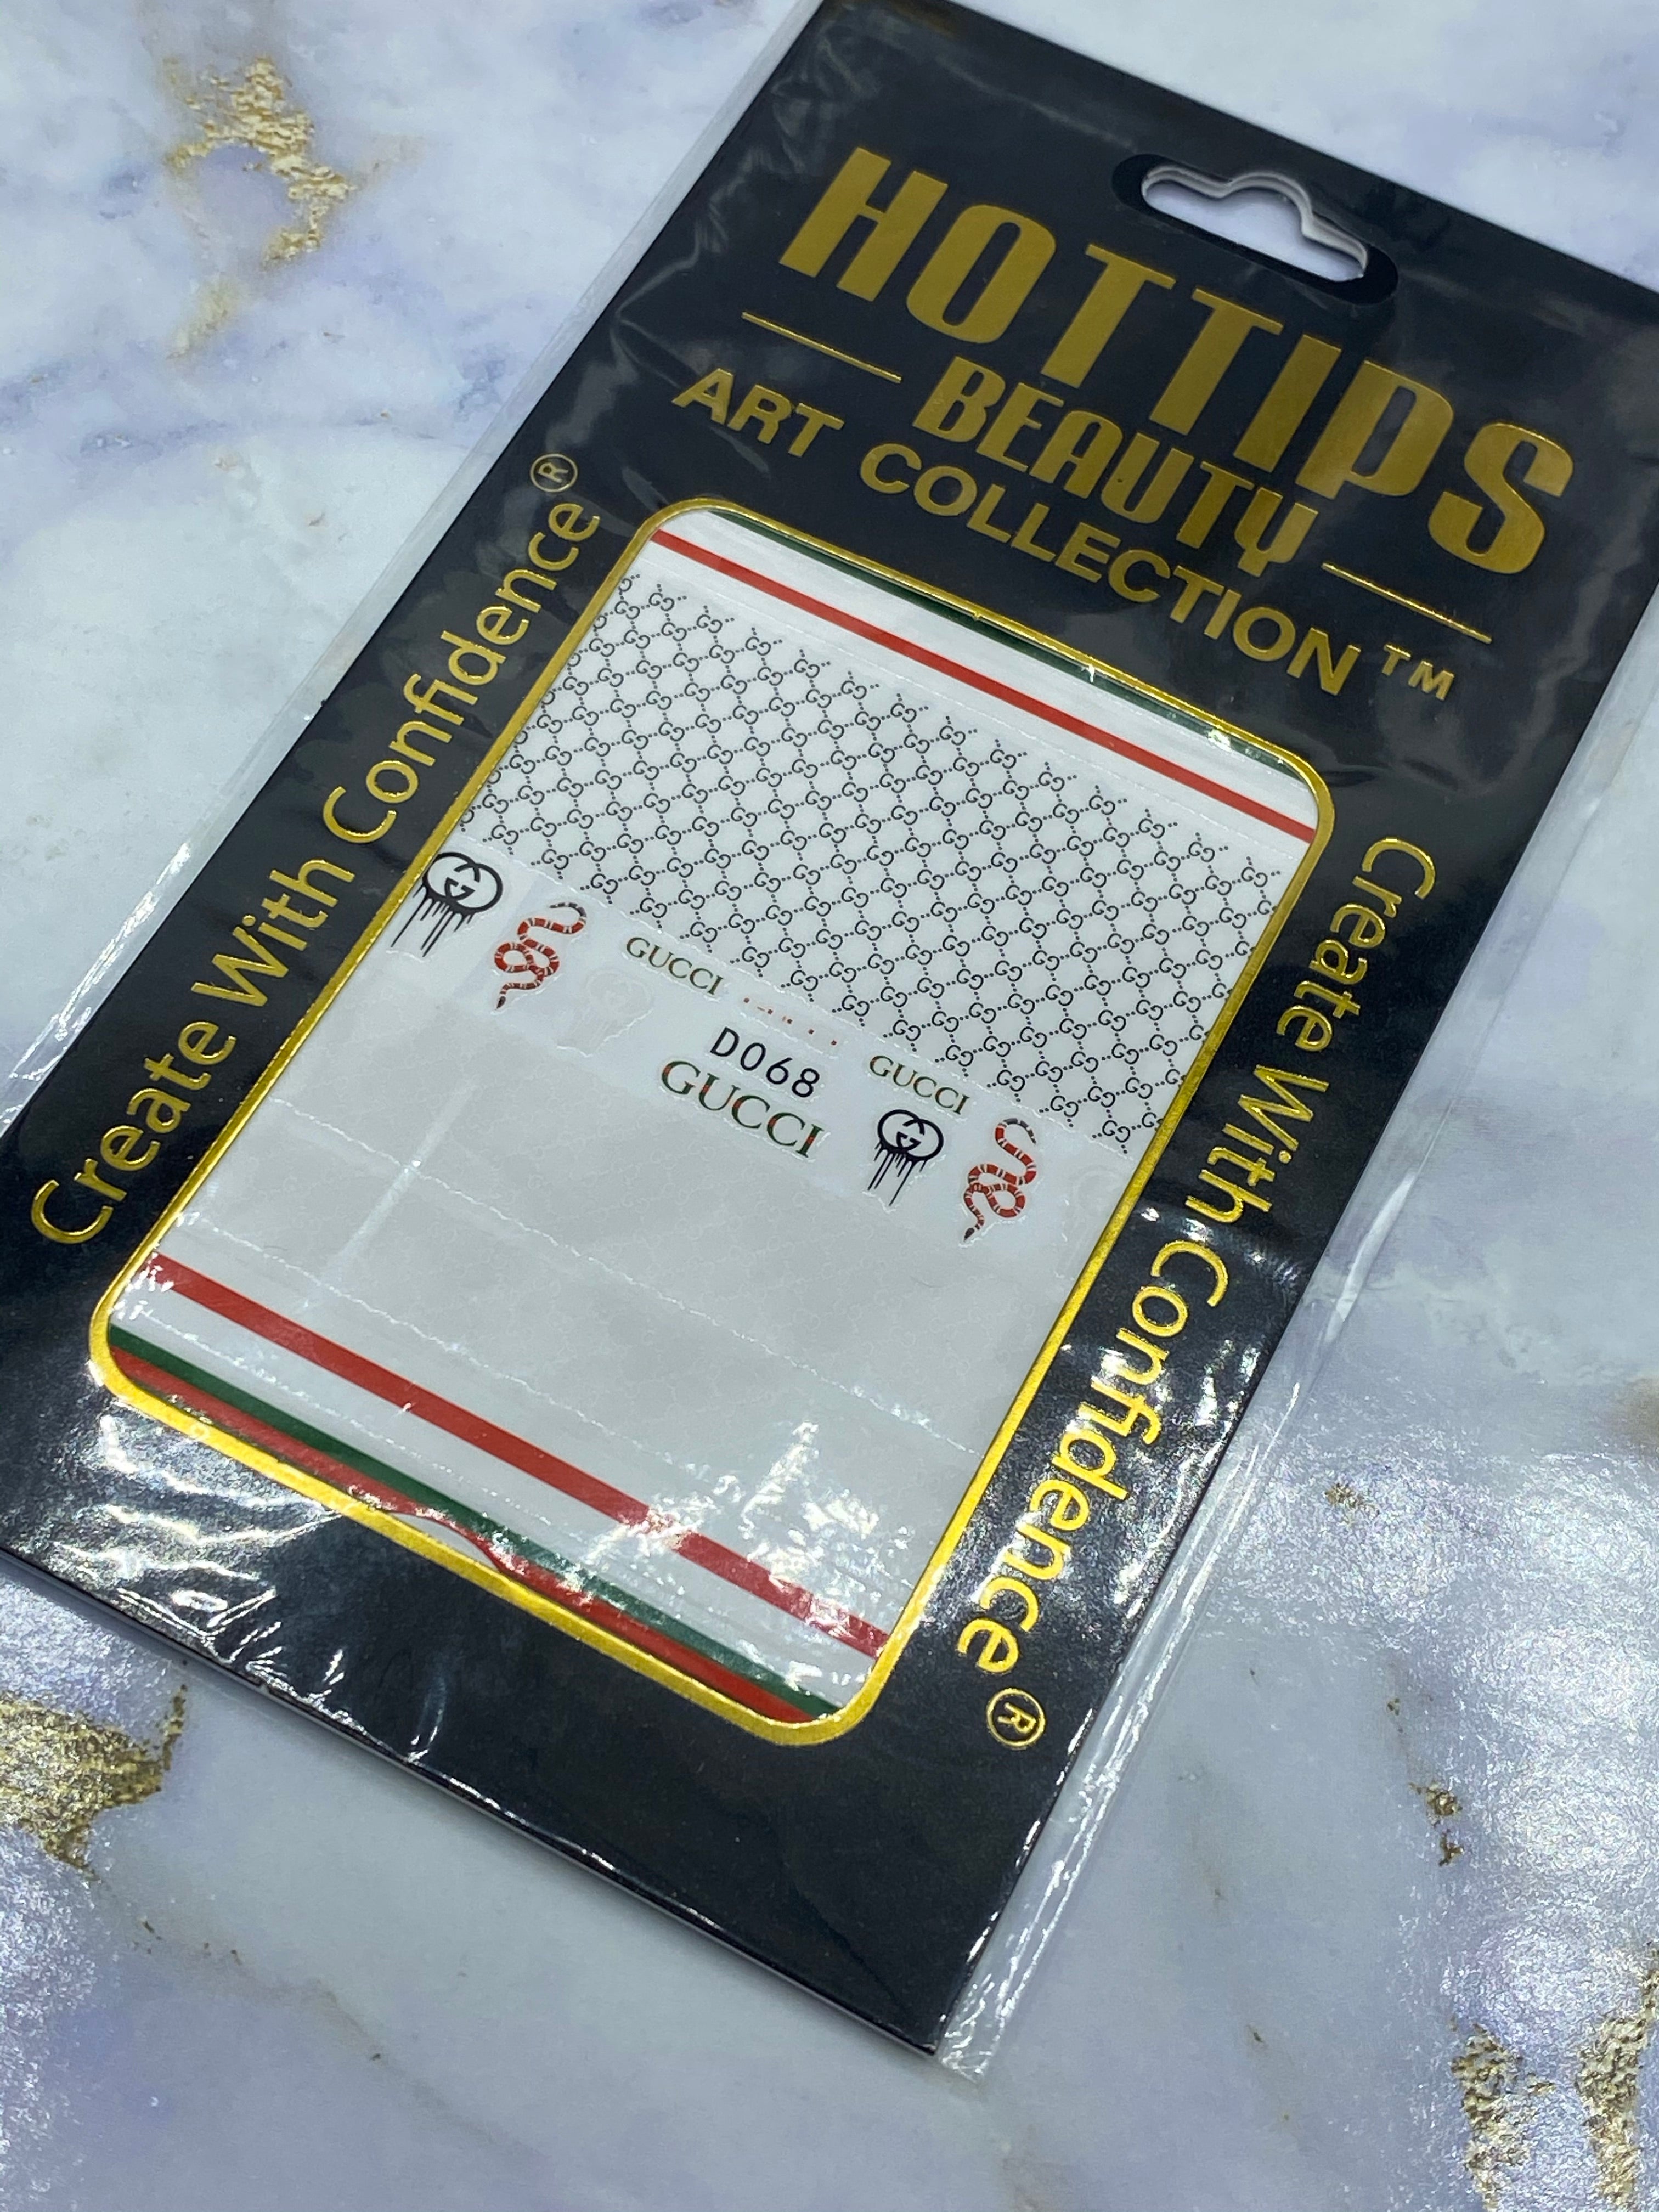 HOTTIPS
BEAUTY
ART COLLECTION™
Create With Confidence®
Create With Confidence®
GUCCI
D068
GUCCI
GUCCI